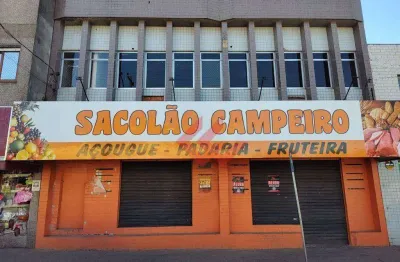 SACOLÃO CAMPEIRO
AÇOUGUE - PADARIA - FRUTEIRA